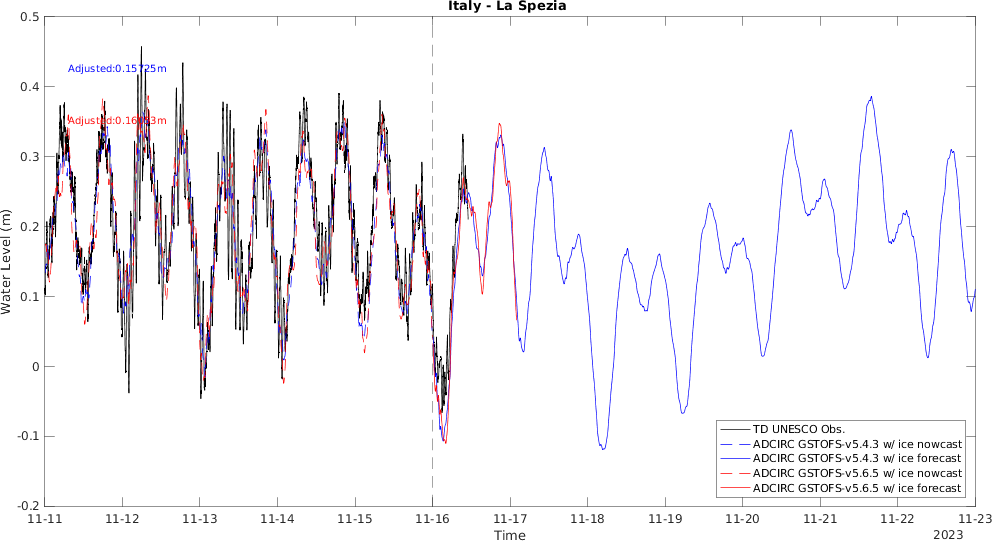 Italy - La Spezia
0.5
0.4
0.3
0.2
0.1
0
-0.1
-0.2
Water Level (m)
Adjusted:0.15725m
TD UNESCO Obs.
ADCIRC GSTOFS-v5.4.3 w/ ice nowcast
ADCIRC GSTOFS-v5.4.3 w/ ice forecast
ADCIRC GSTOFS-v5.6.5 w/ ice nowcast
ADCIRC GSTOFS-v5.6.5 w/ ice forecast
11-11 11-12 11-13 11-14 11-15 11-16 11-17 11-18 11-19 11-20 11-21 11-22 11-23
Time
2023